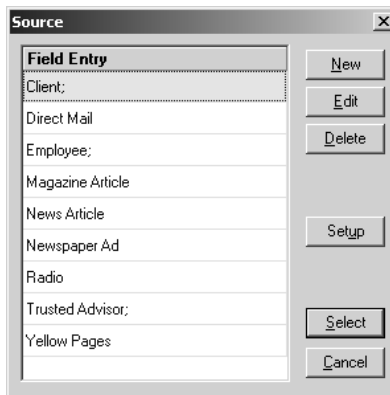 Source
Field Entry
Client;
Direct Mail
Employee;
Magazine Article
News Article
Newspaper Ad
Radio
Trusted Advisor;
Yellow Pages
New
Edit
Delete
Setup
Select
Cancel